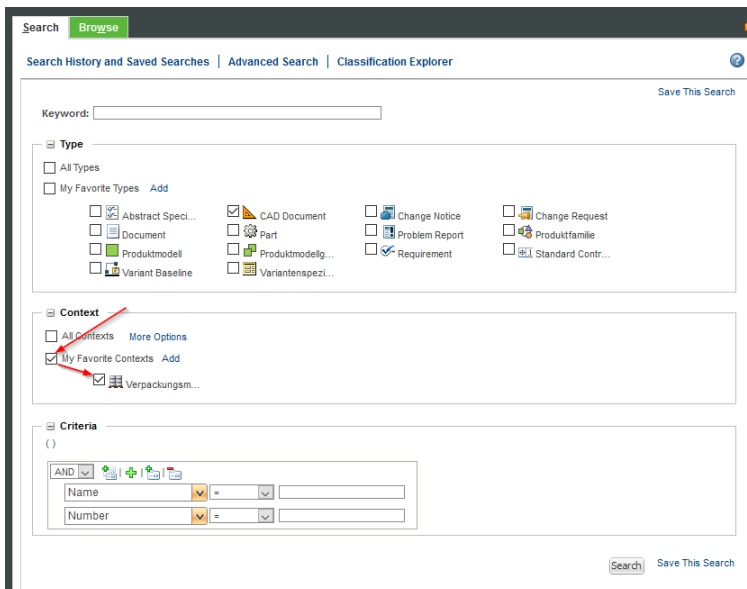 Search Browse
Search History and Saved Searches | Advanced Search | Classification Explorer
Save This Search
Keyword:
Type
All Types
My Favorite Types Add
Abstract Speci... CAD Document Change Notice Change Request
Document Part Problem Report Produktfamilie
Produktmodell Produktmodellg... Requirement Standard Contr...
Variant Baseline Variantenspezi...
Context
All Contexts More Options
My Favorite Contexts Add
Verpackungsm...
Criteria
( )
AND
Name =
Number =
Search Save This Search